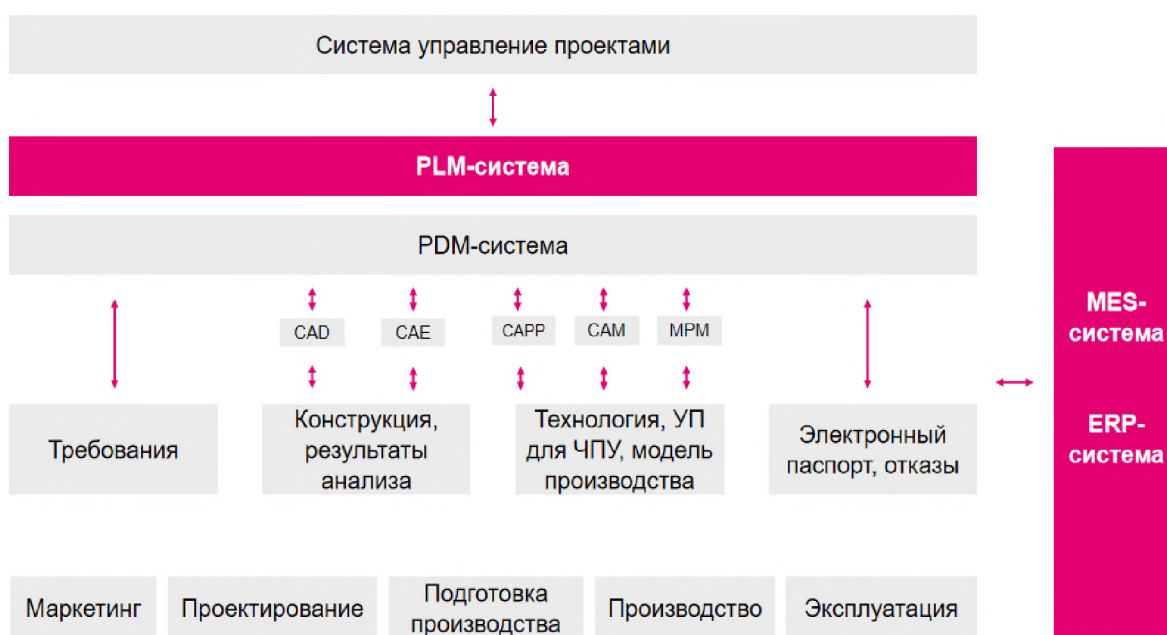 Система управление проектами
PLM-система
PDM-система
CAD
CAE
CAPP
CAM
MPM
Требования
Конструкция,
результаты
анализа
Технология, УП
для ЧПУ, модель
производства
Электронный
паспорт, отказы
MES-
система
ERP-
система
Маркетинг
Проектирование
Подготовка
производства
Производство
Эксплуатация